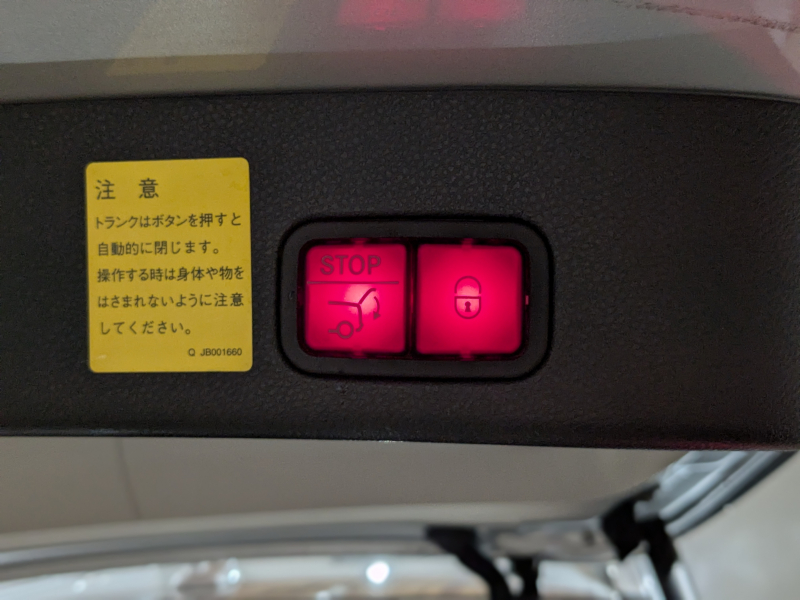 注 意
トランクはボタンを押すと
自動的に閉じます。
操作する時は身体や物を
はさまれないように注意
してください。
Q JB001660
STOP